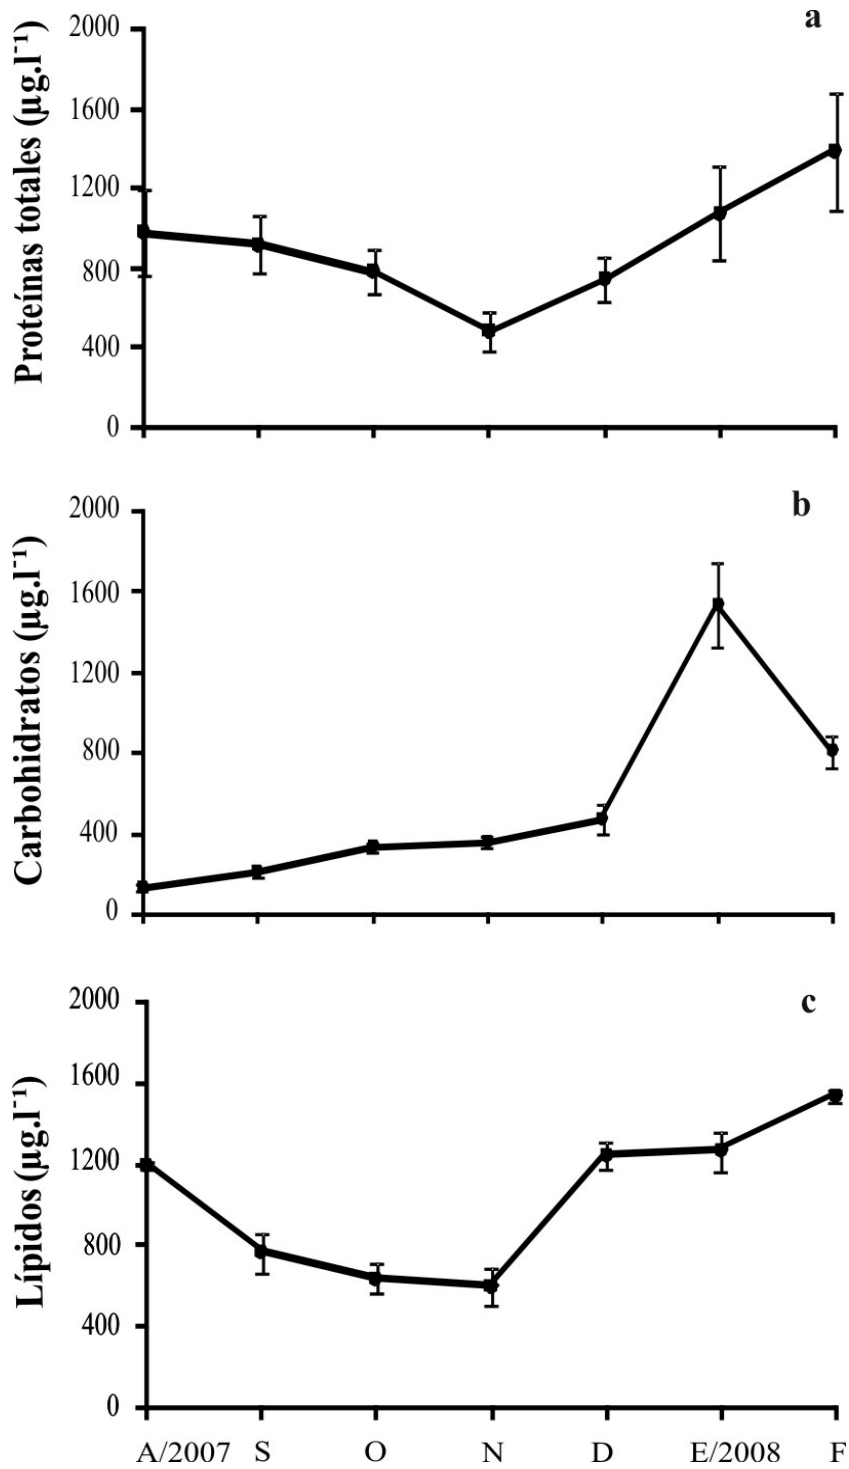 a
Proteínas totales (µg.l⁻¹)
2000
1600
1200
800
400
0
b
Carbohidratos (µg.l⁻¹)
2000
1600
1200
800
400
0
c
Lípidos (µg.l⁻¹)
2000
1600
1200
800
400
0
A/2007 S O N D E/2008 F